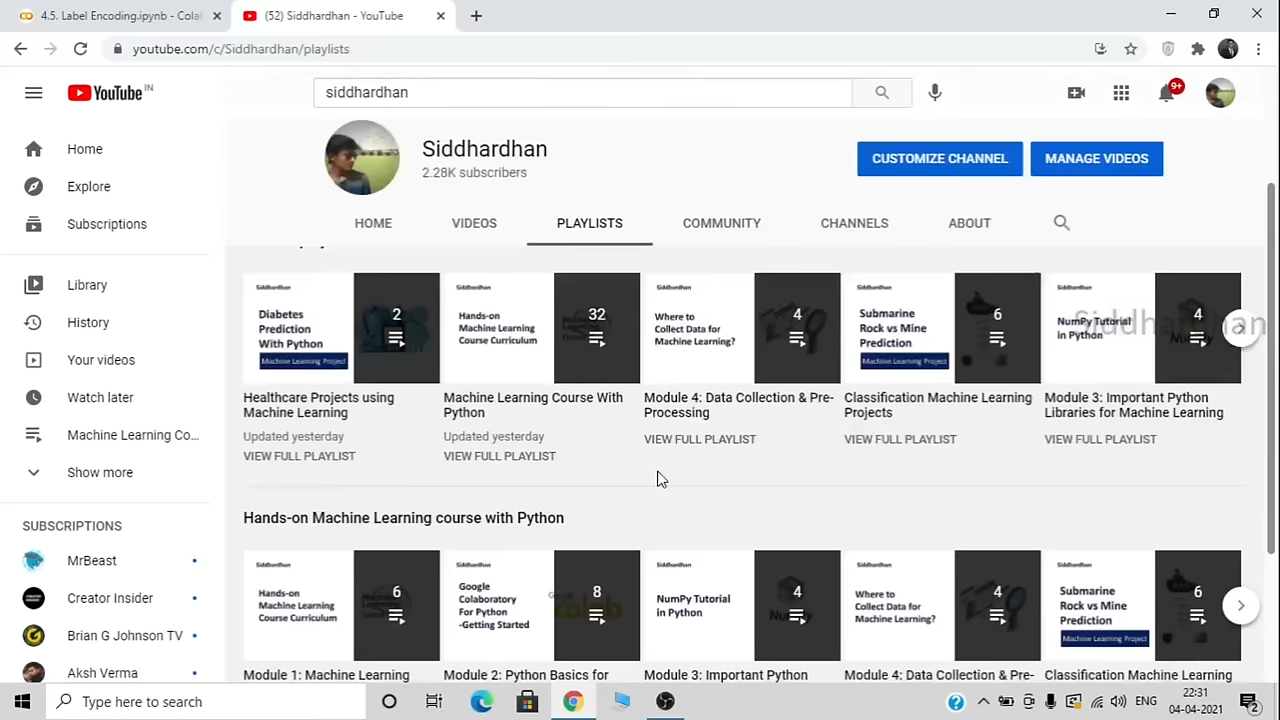 4.5. Label Encoding.ipynb - Cola
(52) Siddhardhan - YouTube
youtube.com/c/Siddhardhan/playlists
YouTube IN
siddhardhan
9+
Home
Explore
Subscriptions
Library
History
Your videos
Watch later
Machine Learning Co...
Show more
SUBSCRIPTIONS
MrBeast
Creator Insider
Brian G Johnson TV
Aksh Verma
Siddhardhan
2.28K subscribers
CUSTOMIZE CHANNEL
MANAGE VIDEOS
HOME
VIDEOS
PLAYLISTS
COMMUNITY
CHANNELS
ABOUT
Siddhardhan
Diabetes
Prediction
With Python
Machine Learning Project
2
Healthcare Projects using
Machine Learning
Updated yesterday
VIEW FULL PLAYLIST
Siddhardhan
Hands-on
Machine Learning
Course Curriculum
32
Machine Learning Course With
Python
Updated yesterday
VIEW FULL PLAYLIST
Siddhardhan
Where to
Collect Data for
Machine Learning?
4
Module 4: Data Collection & Pre-
Processing
VIEW FULL PLAYLIST
Siddhardhan
Submarine
Rock vs Mine
Prediction
Machine Learning Project
6
Classification Machine Learning
Projects
VIEW FULL PLAYLIST
Siddhardhan
NumPy Tutorial
in Python
4
Siddhardhan
Module 3: Important Python
Libraries for Machine Learning
VIEW FULL PLAYLIST
Hands-on Machine Learning course with Python
Siddhardhan
Hands-on
Machine Learning
Course Curriculum
6
Module 1: Machine Learning
Siddhardhan
Google
Colaboratory
For Python
-Getting Started
8
Module 2: Python Basics for
Siddhardhan
NumPy Tutorial
in Python
4
Module 3: Important Python
Siddhardhan
Where to
Collect Data for
Machine Learning?
4
Module 4: Data Collection & Pre-
Siddhardhan
Submarine
Rock vs Mine
Prediction
Machine Learning Project
6
Classification Machine Learning
Type here to search
ENG
22:31
04-04-2021
2